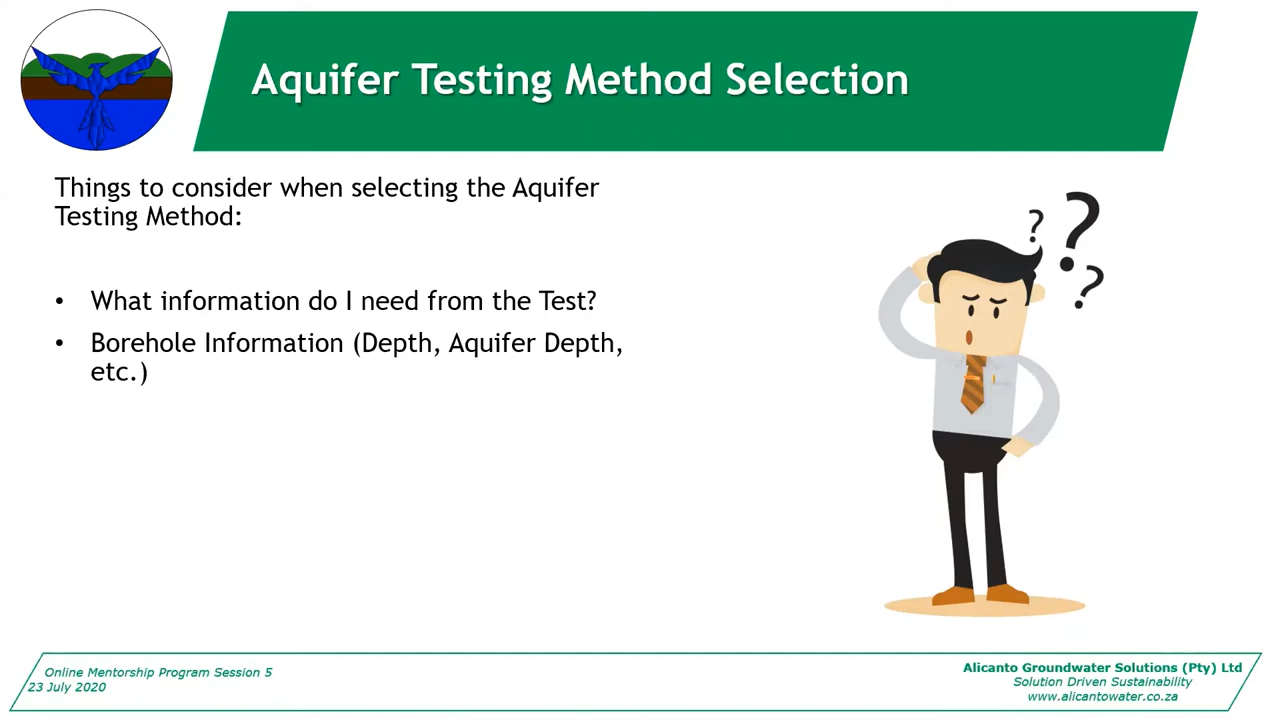 Aquifer Testing Method Selection
Things to consider when selecting the Aquifer
Testing Method:
• What information do I need from the Test?
• Borehole Information (Depth, Aquifer Depth,
etc.)
? ? ?
Online Mentorship Program Session 5
23 July 2020
Alicanto Groundwater Solutions (Pty) Ltd
Solution Driven Sustainability
www.alicantowater.co.za